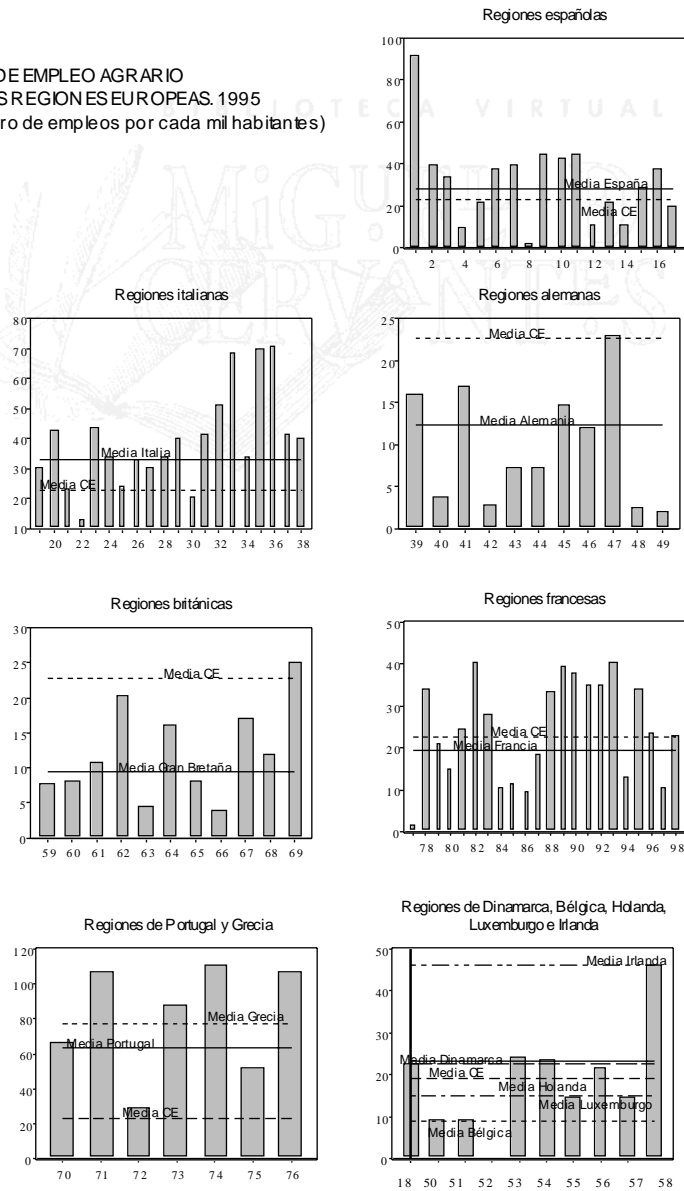 Regiones españolas
DE EMPLEO AGRARIO
S REGIONES EUROPEAS. 1995
ro de empleos por cada mil habitantes)
BIBLIOTECA VIRTUAL
MIGUEL DE
CERVANTES
100
80
60
40
20
0
Media España
Media CE
2 4 6 8 10 12 14 16
Regiones italianas
80
70
60
50
40
30
20
10
Media Italia
Media CE
20 22 24 26 28 30 32 34 36 38
Regiones alemanas
25
20
15
10
5
0
Media CE
Media Alemania
39 40 41 42 43 44 45 46 47 48 49
Regiones británicas
30
25
20
15
10
5
0
Media CE
Media Gran Bretaña
59 60 61 62 63 64 65 66 67 68 69
Regiones francesas
50
40
30
20
10
0
Media CE
Media Francia
78 80 82 84 86 88 90 92 94 96 98
Regiones de Portugal y Grecia
120
100
80
60
40
20
0
Media Grecia
Media Portugal
Media CE
70 71 72 73 74 75 76
Regiones de Dinamarca, Bélgica, Holanda,
Luxemburgo e Irlanda
50
40
30
20
10
0
Media Irlanda
Media Dinamarca
Media CE
Media Holanda
Media Luxemburgo
Media Bélgica
18 50 51 52 53 54 55 56 57 58